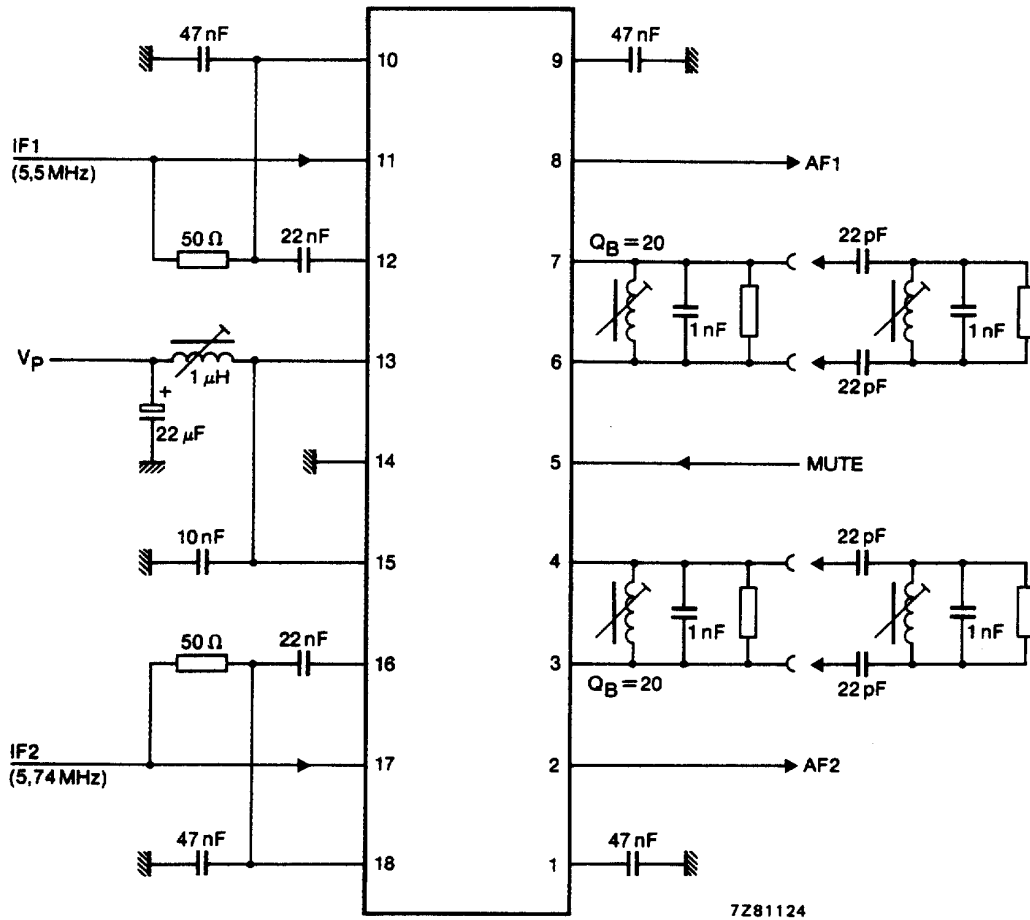 47 nF
47 nF
10
9
IF1
(5,5 MHz)
11
8
AF1
50 Ω
22 nF
12
7
QB = 20
22 pF
1 nF
1 nF
VP
1 μH
13
6
22 pF
+
22 μF
14
5
MUTE
10 nF
15
4
22 pF
50 Ω
22 nF
1 nF
1 nF
16
3
QB = 20
22 pF
IF2
(5,74 MHz)
17
2
AF2
47 nF
47 nF
18
1
7Z81124